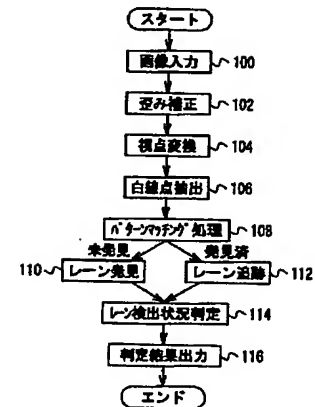 スタート
画像入力 100
歪み補正 102
視点変換 104
白線点抽出 106
パターンマッチング処理 108
未発見 発見済
110 レーン発見 レーン追跡 112
レーン検出状況判定 114
判定結果出力 116
エンド